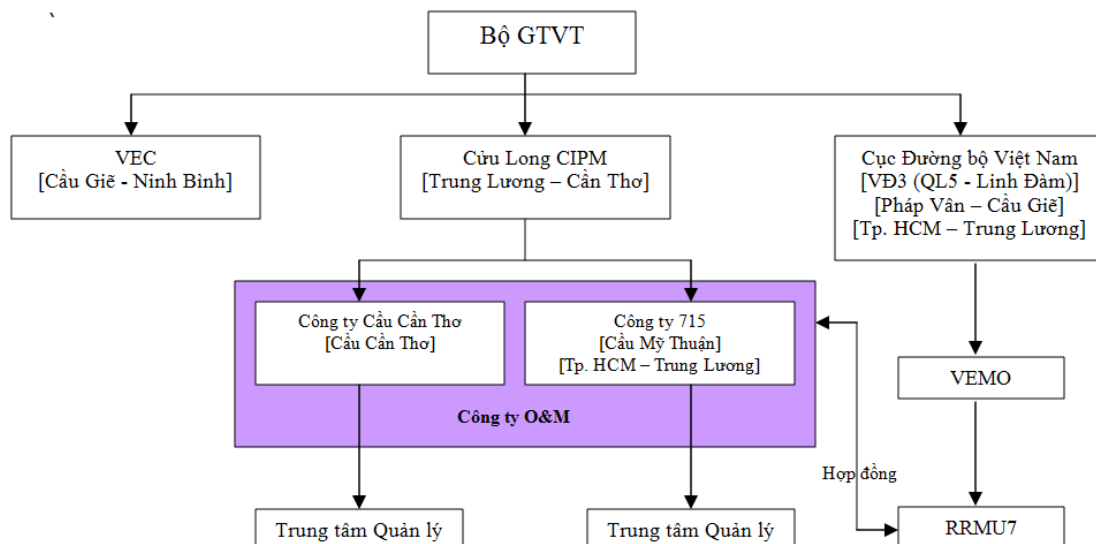 Bộ GTVT
VEC
[Cầu Giẽ - Ninh Bình]
Cửu Long CIPM
[Trung Lương – Cần Thơ]
Cục Đường bộ Việt Nam
[VĐ3 (QL5 - Linh Đàm)]
[Pháp Vân – Cầu Giẽ]
[Tp. HCM – Trung Lương]
Công ty Cầu Cần Thơ
[Cầu Cần Thơ]
Công ty 715
[Cầu Mỹ Thuận]
[Tp. HCM – Trung Lương]
Công ty O&M
VEMO
Hợp đồng
Trung tâm Quản lý
Trung tâm Quản lý
RRMU7